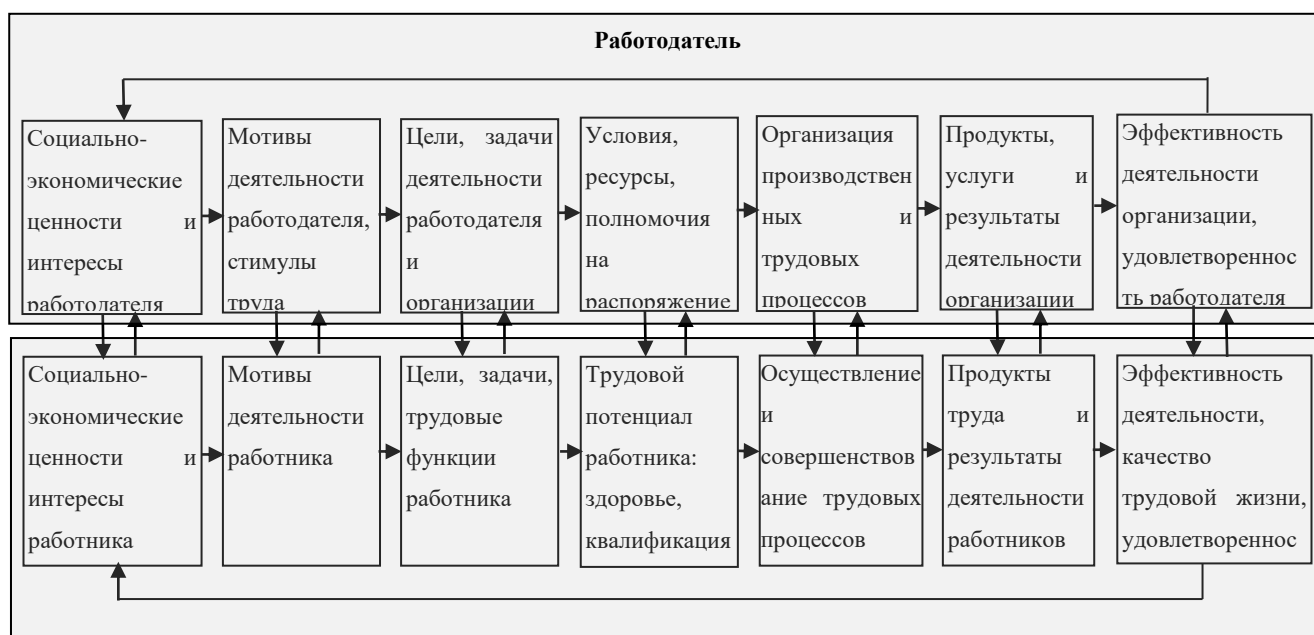 Работодатель
Социально-
экономические
ценности и
интересы
работодателя
Мотивы
деятельности
работодателя,
стимулы
труда
Цели, задачи
деятельности
работодателя
и
организации
Условия,
ресурсы,
полномочия
на
распоряжение
Организация
производствен
ных и
трудовых
процессов
Продукты,
услуги и
результаты
деятельности
организации
Эффективность
деятельности
организации,
удовлетвореннос
ть работодателя
Социально-
экономические
ценности и
интересы
работника
Мотивы
деятельности
работника
Цели, задачи,
трудовые
функции
работника
Трудовой
потенциал
работника:
здоровье,
квалификация
Осуществление
и
совершенствов
ание трудовых
процессов
Продукты
труда и
результаты
деятельности
работников
Эффективность
деятельности,
качество
трудовой жизни,
удовлетвореннос